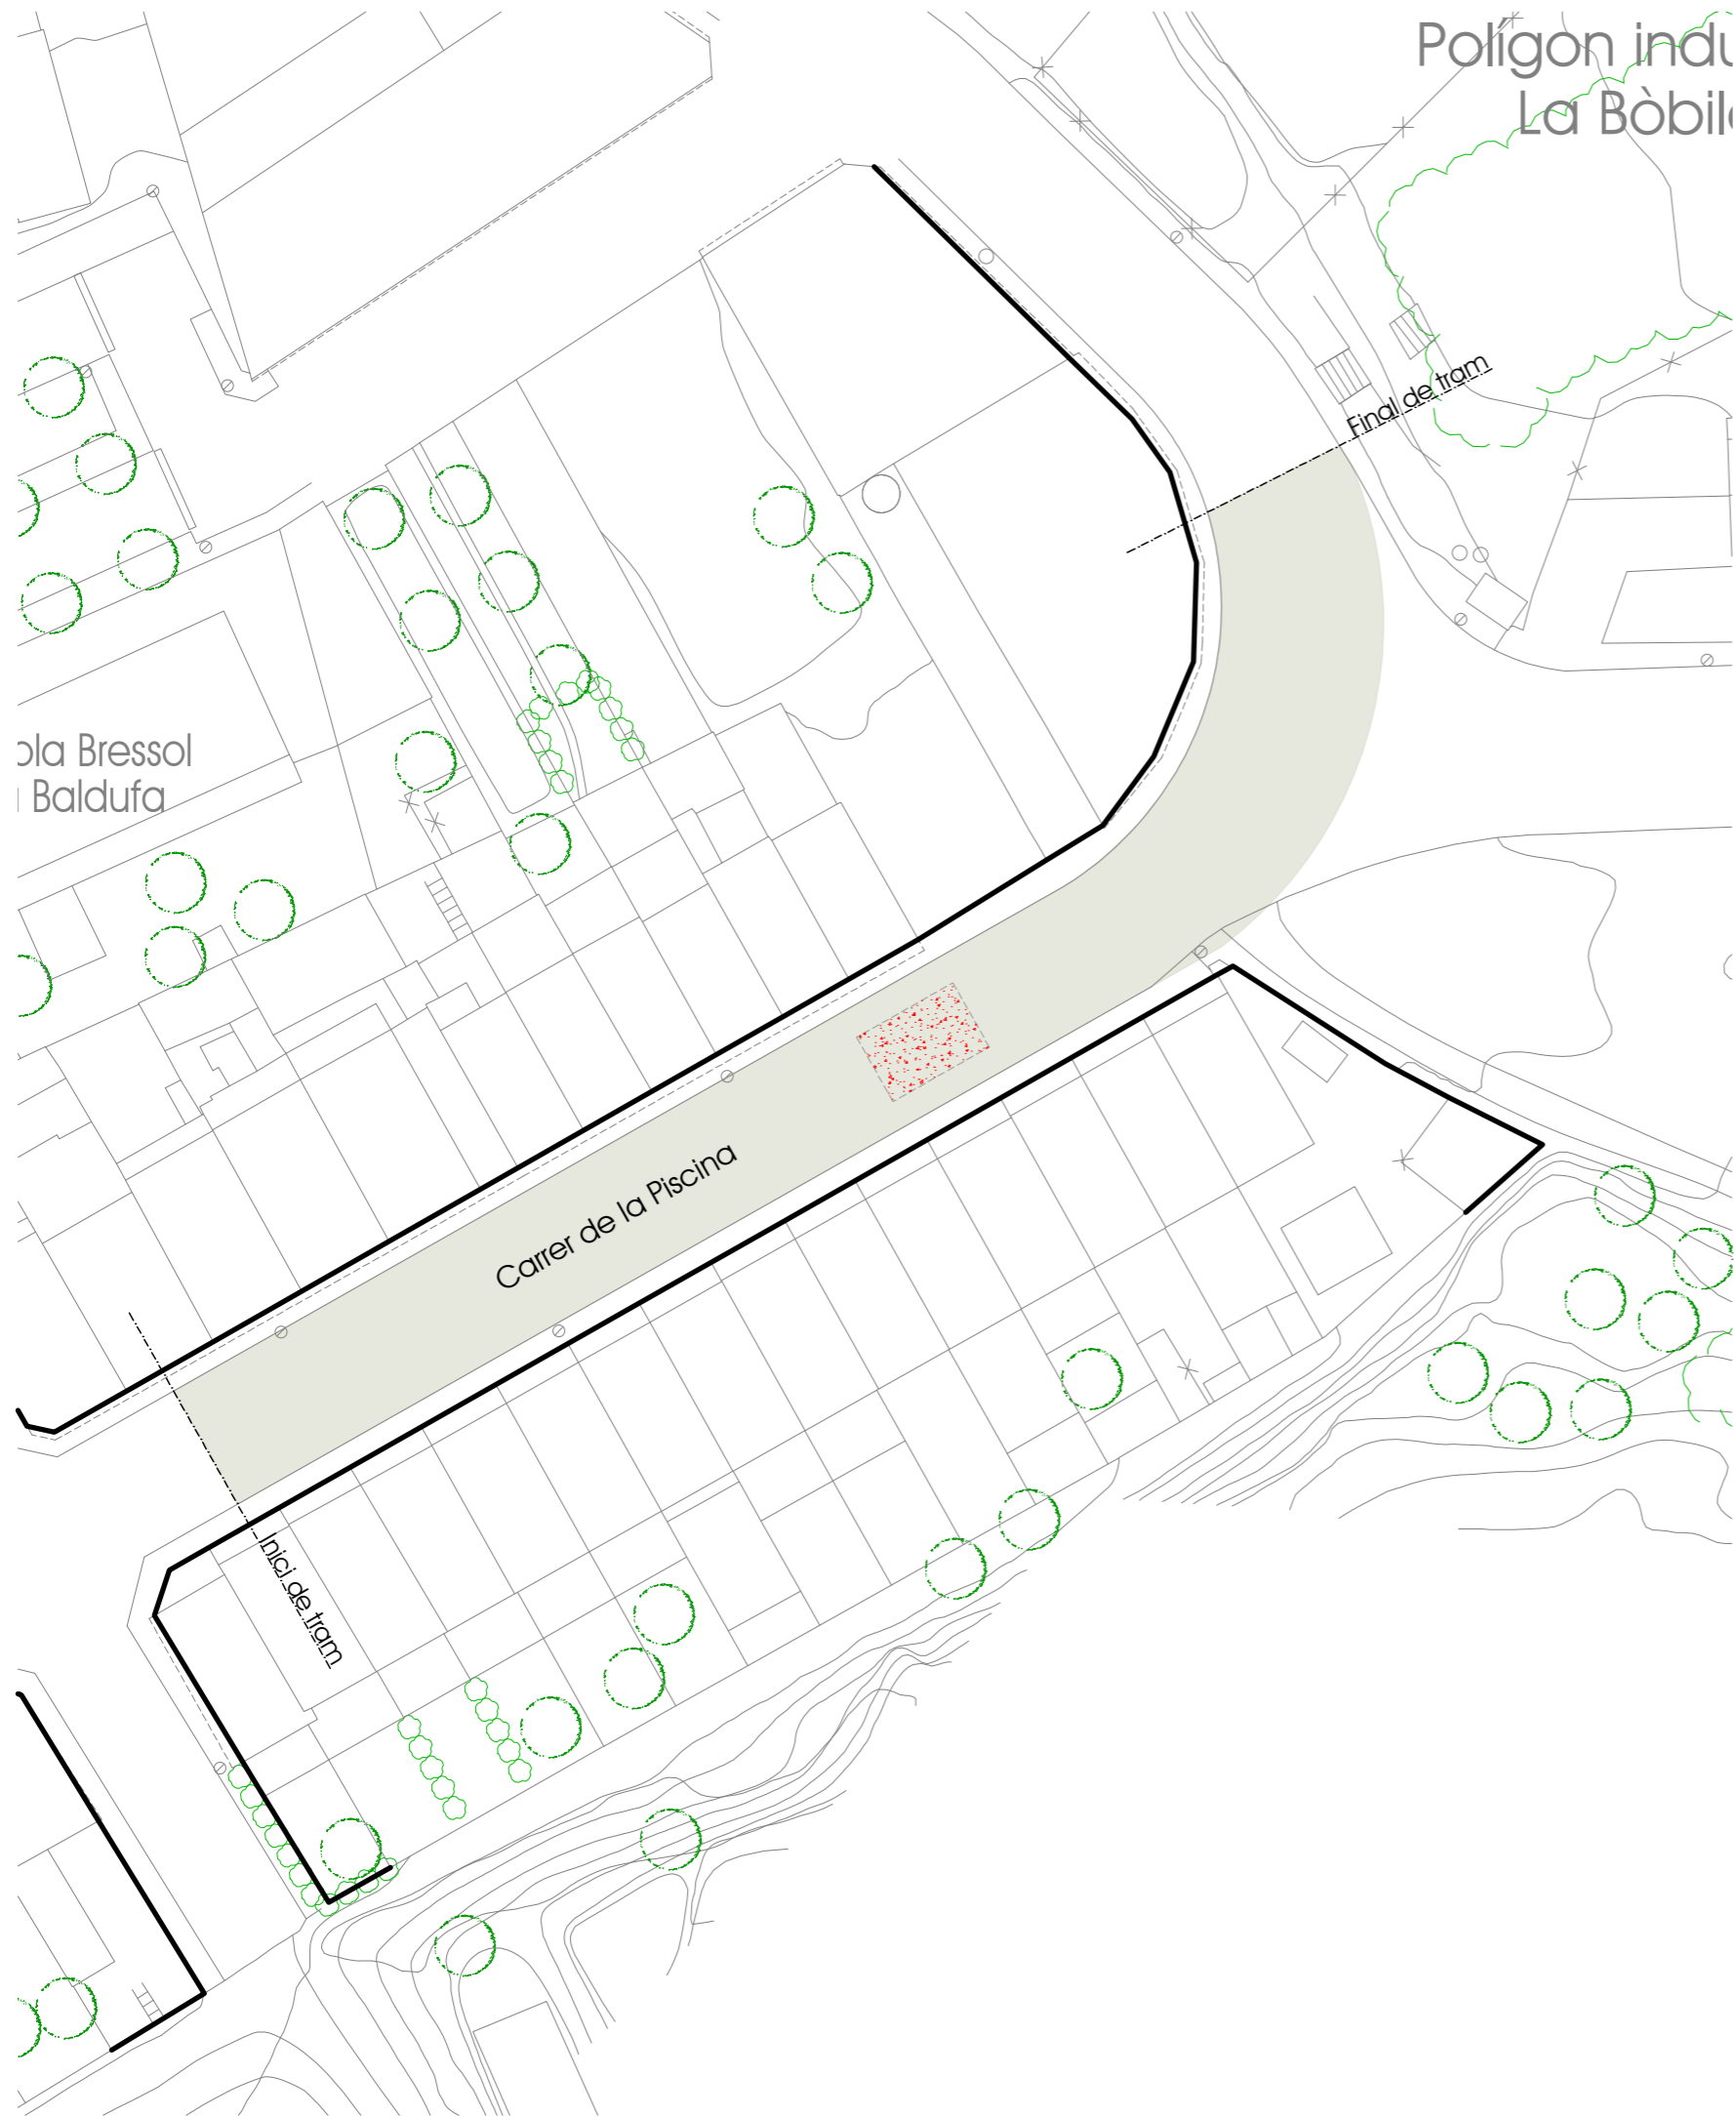 Polígon indu
La Bòbil
Final de tram
ola Bressol
Baldufa
Carrer de la Piscina
Inici de tram